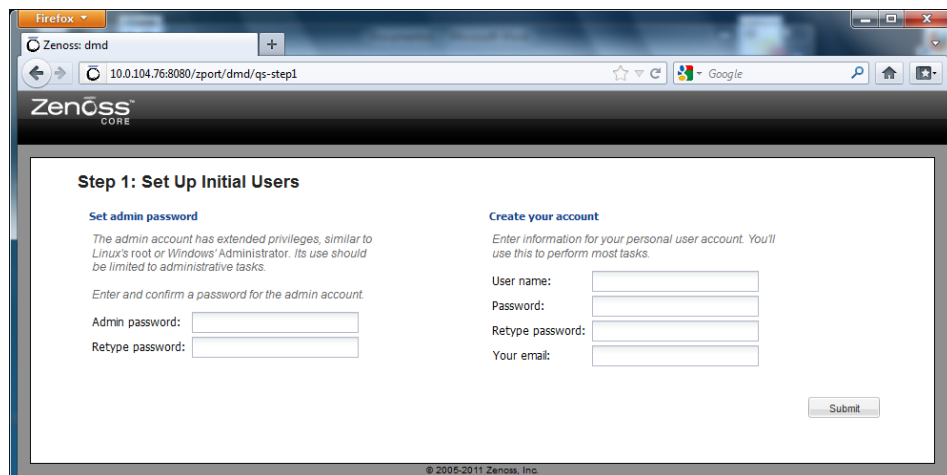 Firefox
Zenoss: dmd
10.0.104.76:8080/zport/dmd/qs-step1
Google
Zenōss™
CORE
Step 1: Set Up Initial Users
Set admin password
The admin account has extended privileges, similar to
Linux's root or Windows' Administrator. Its use should
be limited to administrative tasks.
Enter and confirm a password for the admin account.
Admin password:
Retype password:
Create your account
Enter information for your personal user account. You'll
use this to perform most tasks.
User name:
Password:
Retype password:
Your email:
Submit
© 2005-2011 Zenoss, Inc.